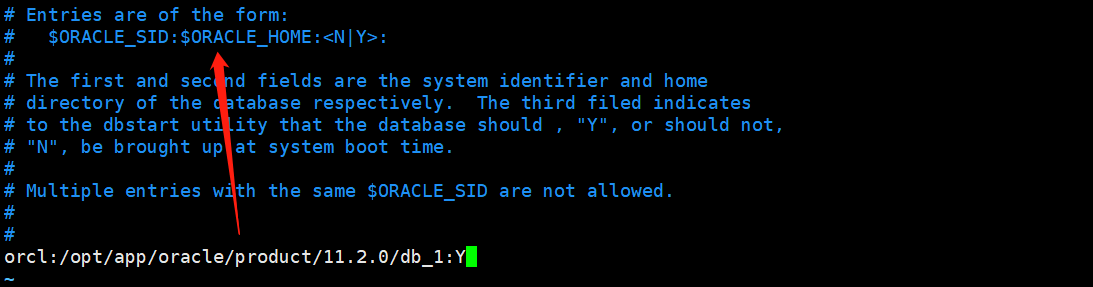 # Entries are of the form:
#   $ORACLE_SID:$ORACLE_HOME:<N|Y>:
#
# The first and second fields are the system identifier and home
# directory of the database respectively.  The third filed indicates
# to the dbstart utility that the database should , "Y", or should not,
# "N", be brought up at system boot time.
#
# Multiple entries with the same $ORACLE_SID are not allowed.
#
#
orcl:/opt/app/oracle/product/11.2.0/db_1:Y
~